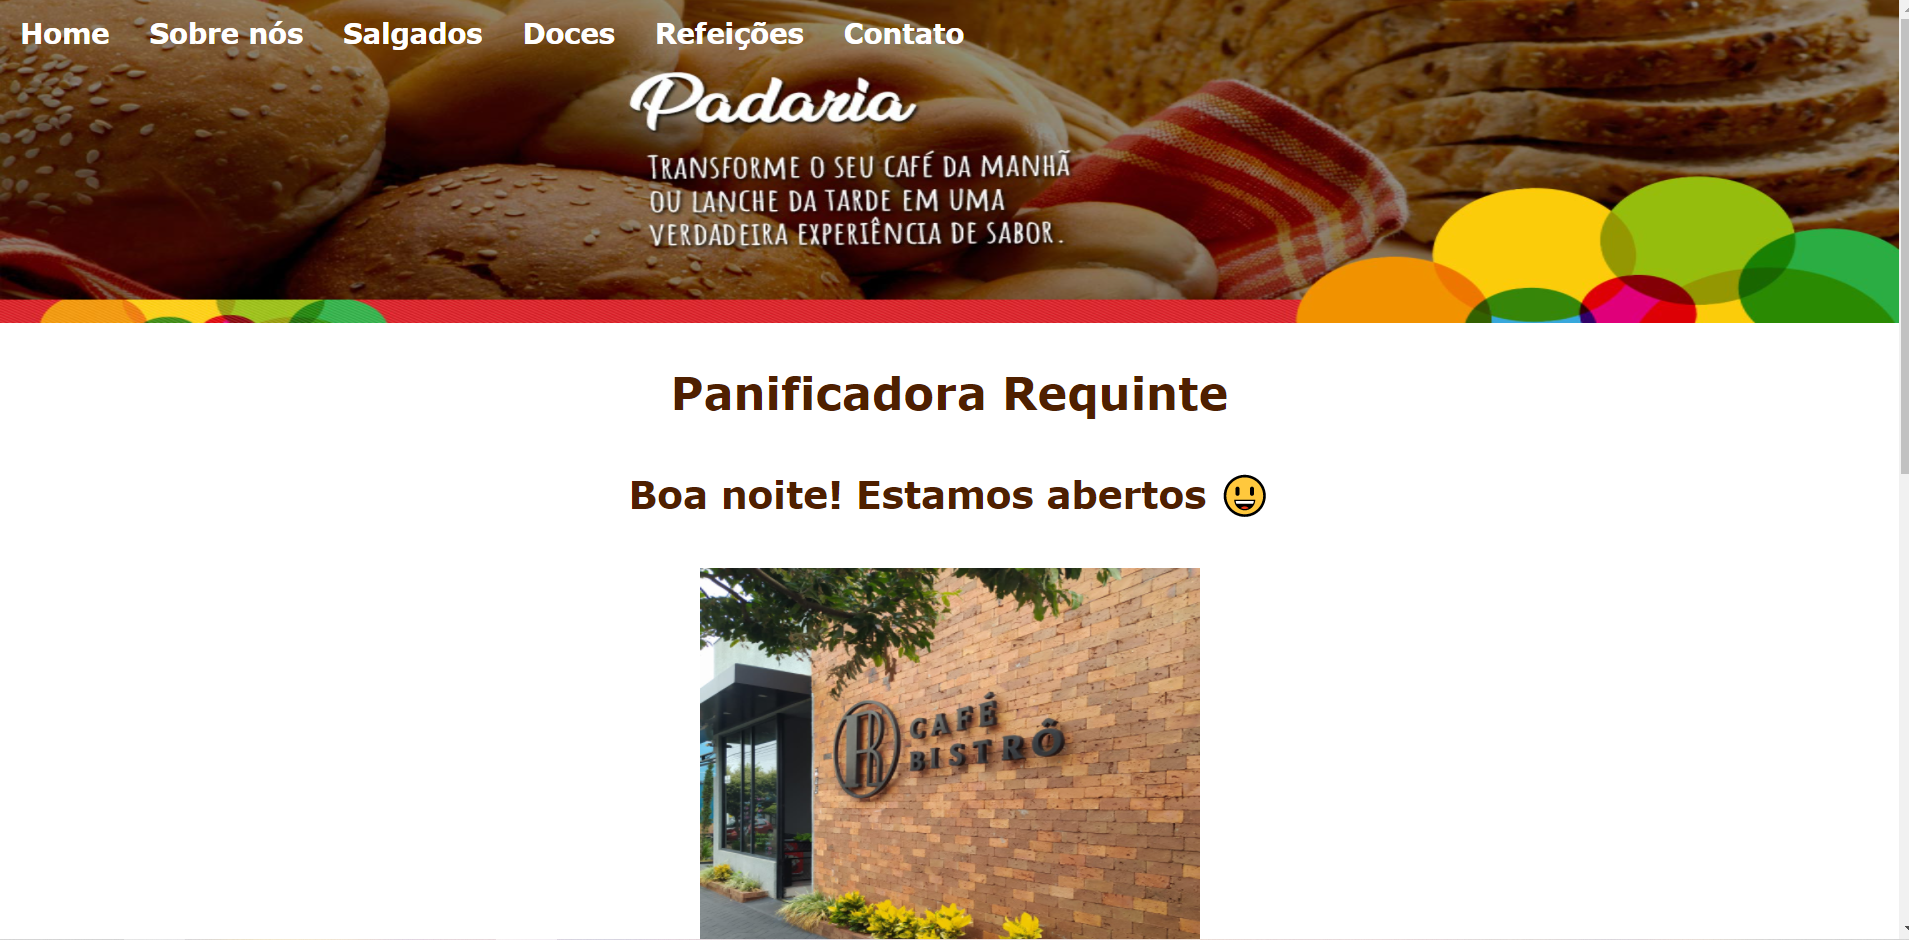 Home Sobre nós Salgados Doces Refeições Contato
Padaria
TRANSFORME O SEU CAFÉ DA MANHÃ
OU LANCHE DA TARDE EM UMA
VERDADEIRA EXPERIÊNCIA DE SABOR.
Panificadora Requinte
Boa noite! Estamos abertos 😃
R CAFÉ
BISTRÔ